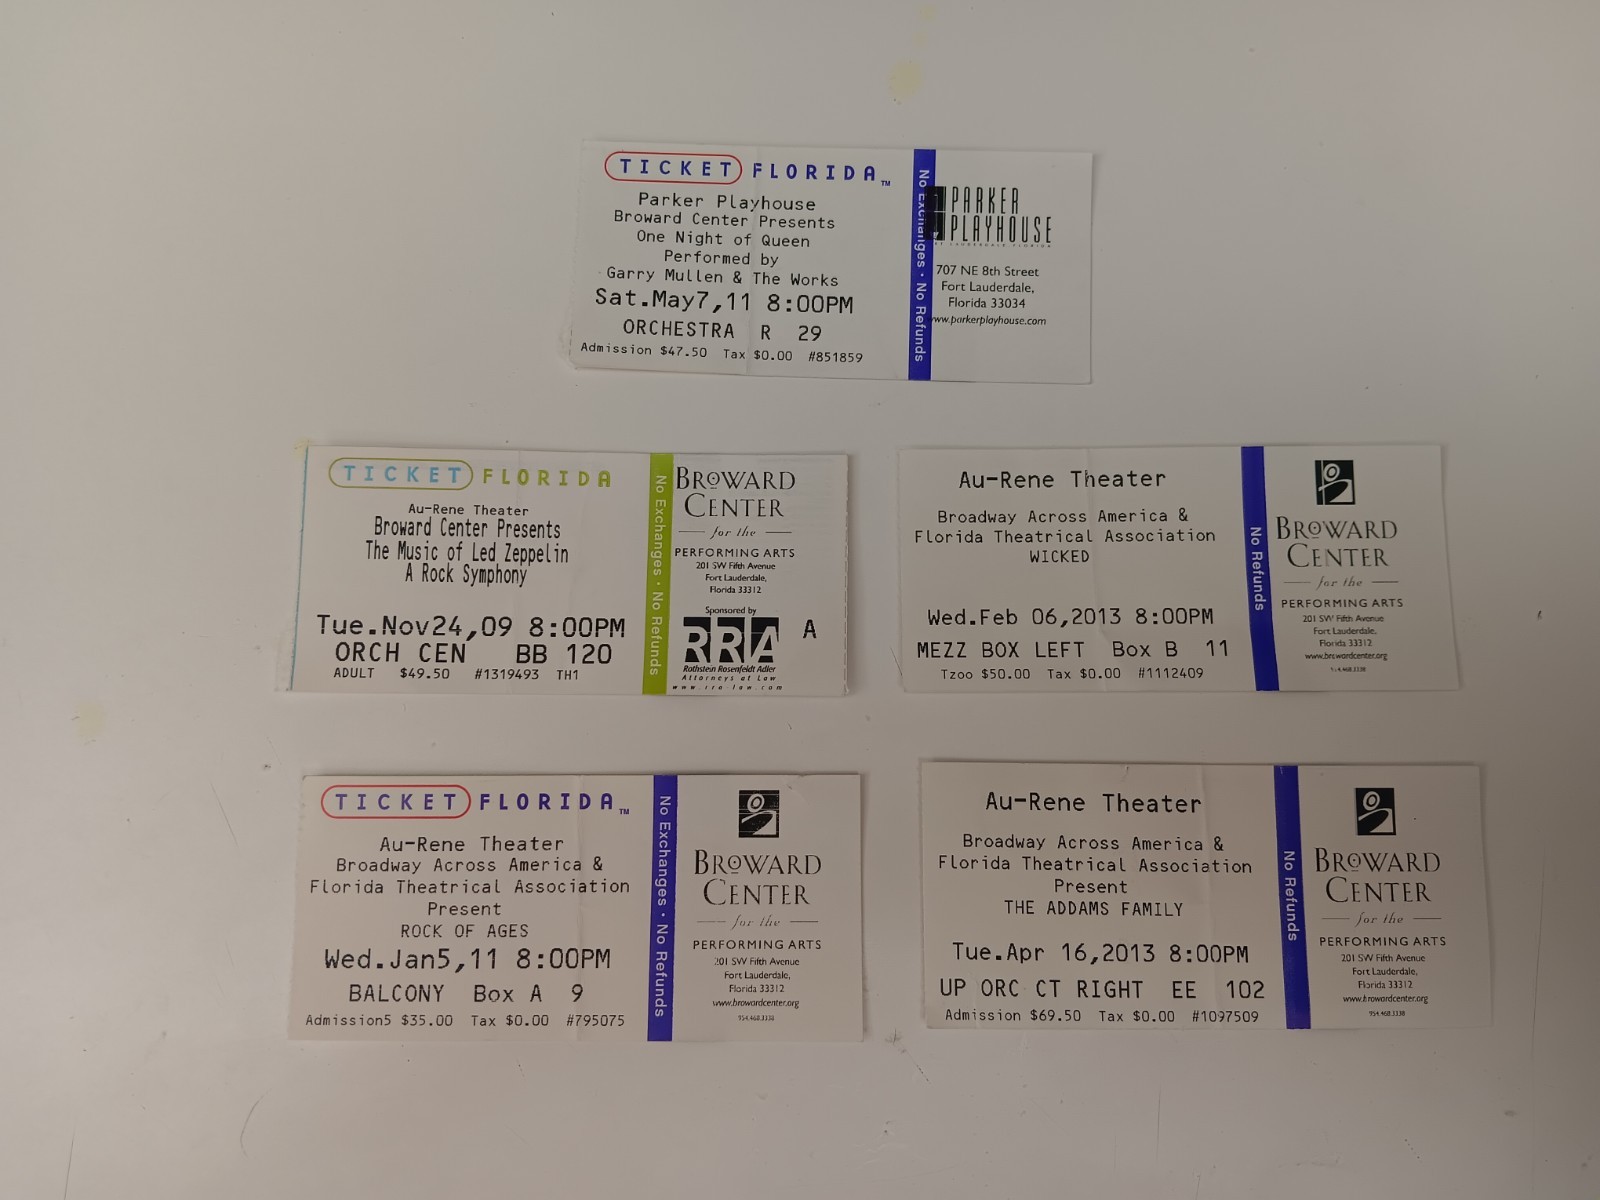 TICKET FLORIDA TM
Parker Playhouse
Broward Center Presents
One Night of Queen
Performed by
Garry Mullen & The Works
Sat.May7,11 8:00PM
ORCHESTRA R 29
Admission $47.50 Tax $0.00 #851859
No Exchanges · No Refunds
PARKER
PLAYHOUSE
707 NE 8th Street
Fort Lauderdale,
Florida 33034
www.parkerplayhouse.com
TICKET FLORIDA
Au-Rene Theater
Broward Center Presents
The Music of Led Zeppelin
A Rock Symphony
Tue.Nov24,09 8:00PM
ORCH CEN BB 120
ADULT $49.50 #1319493 TH1
No Exchanges · No Refunds
BROWARD
CENTER
for the
PERFORMING ARTS
201 SW Fifth Avenue
Fort Lauderdale,
Florida 33312
Sponsored by
RRA
A
Rothstein Rosenfeldt Adler
Attorneys at Law
www.rra-law.com
Au-Rene Theater
Broadway Across America &
Florida Theatrical Association
WICKED
Wed.Feb 06,2013 8:00PM
MEZZ BOX LEFT Box B 11
Tzoo $50.00 Tax $0.00 #1112409
No Refunds
BROWARD
CENTER
for the
PERFORMING ARTS
201 SW Fifth Avenue
Fort Lauderdale,
Florida 33312
www.browardcenter.org
TICKET FLORIDA TM
Au-Rene Theater
Broadway Across America &
Florida Theatrical Association
Present
ROCK OF AGES
Wed.Jan5,11 8:00PM
BALCONY Box A 9
Admission5 $35.00 Tax $0.00 #795075
No Exchanges · No Refunds
BROWARD
CENTER
for the
PERFORMING ARTS
201 SW Fifth Avenue
Fort Lauderdale,
Florida 33312
www.browardcenter.org
954.468.3338
Au-Rene Theater
Broadway Across America &
Florida Theatrical Association
Present
THE ADDAMS FAMILY
Tue.Apr 16,2013 8:00PM
UP ORC CT RIGHT EE 102
Admission $69.50 Tax $0.00 #1097509
No Refunds
BROWARD
CENTER
for the
PERFORMING ARTS
201 SW Fifth Avenue
Fort Lauderdale,
Florida 33312
www.browardcenter.org
954.468.3338